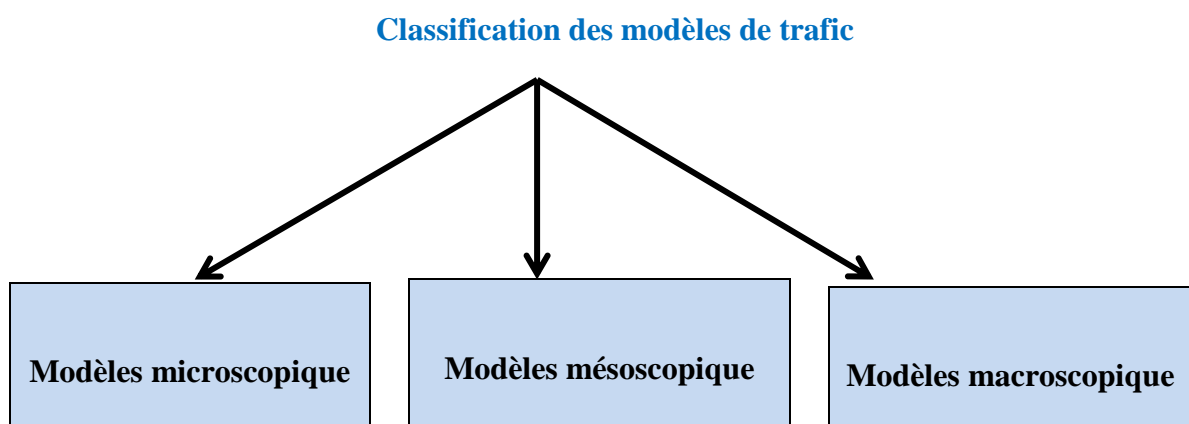 Classification des modèles de trafic
Modèles microscopique
Modèles mésoscopique
Modèles macroscopique